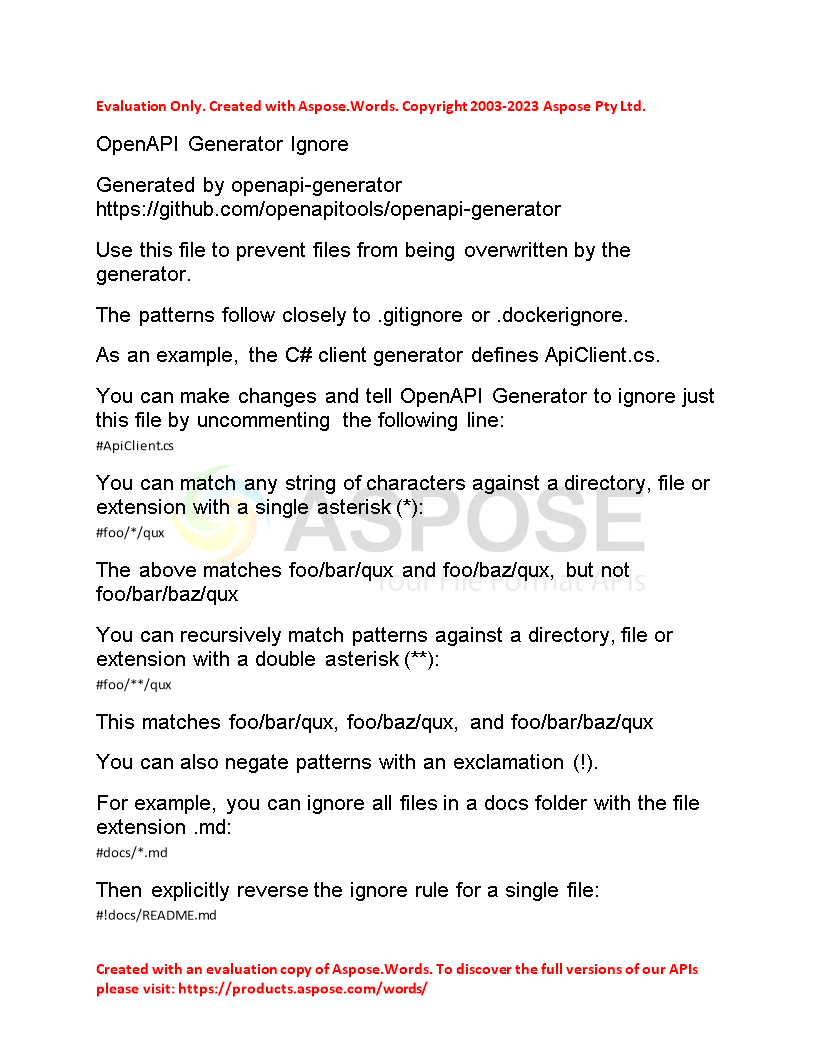 Evaluation Only. Created with Aspose.Words. Copyright 2003-2023 Aspose Pty Ltd.
OpenAPI Generator Ignore
Generated by openapi-generator
https://github.com/openapitools/openapi-generator
Use this file to prevent files from being overwritten by the
generator.
The patterns follow closely to .gitignore or .dockerignore.
As an example, the C# client generator defines ApiClient.cs.
You can make changes and tell OpenAPI Generator to ignore just
this file by uncommenting the following line:
#ApiClient.cs
You can match any string of characters against a directory, file or
extension with a single asterisk (*):
ASPOSE
#foo/*/qux
The above matches foo/bar/qux and foo/baz/qux, but not
Your File Format APIs
foo/bar/baz/qux
You can recursively match patterns against a directory, file or
extension with a double asterisk (**):
#foo/**/qux
This matches foo/bar/qux, foo/baz/qux, and foo/bar/baz/qux
You can also negate patterns with an exclamation (!).
For example, you can ignore all files in a docs folder with the file
extension .md:
#docs/*.md
Then explicitly reverse the ignore rule for a single file:
#!docs/README.md
Created with an evaluation copy of Aspose.Words. To discover the full versions of our APIs
please visit: https://products.aspose.com/words/